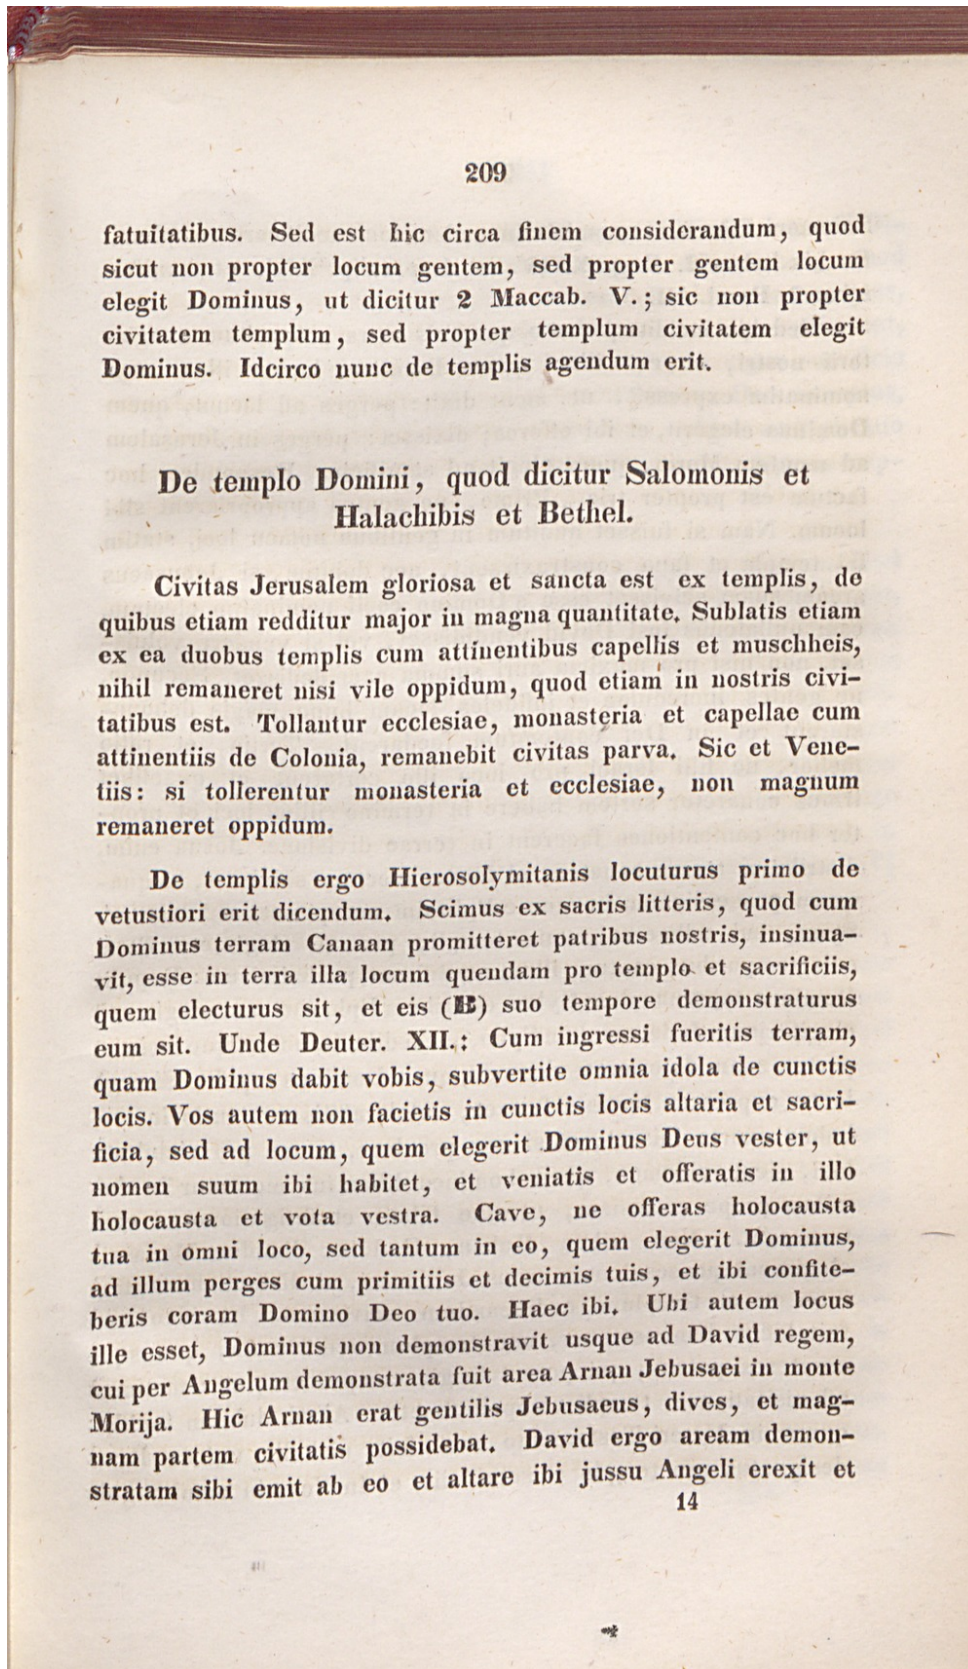 209
fatuitatibus. Sed est hic circa finem considerandum, quod
sicut non propter locum gentem, sed propter gentem locum
elegit Dominus, ut dicitur 2 Maccab. V.; sic non propter
civitatem templum, sed propter templum civitatem elegit
Dominus. Idcirco nunc de templis agendum erit.
De templo Domini, quod dicitur Salomonis et
Halachibis et Bethel.
Civitas Jerusalem gloriosa et sancta est ex templis, de
quibus etiam redditur major in magna quantitate. Sublatis etiam
ex ea duobus templis cum attinentibus capellis et muschheis,
nihil remaneret nisi vile oppidum, quod etiam in nostris civi-
tatibus est. Tollantur ecclesiae, monasteria et capellae cum
attinentiis de Colonia, remanebit civitas parva. Sic et Vene-
tiis: si tollerentur monasteria et ecclesiae, non magnum
remaneret oppidum.
De templis ergo Hierosolymitanis locuturus primo de
vetustiori erit dicendum. Scimus ex sacris litteris, quod cum
Dominus terram Canaan promitteret patribus nostris, insinua-
vit, esse in terra illa locum quendam pro templo et sacrificiis,
quem electurus sit, et eis (B) suo tempore demonstraturus
eum sit. Unde Deuter. XII.: Cum ingressi fueritis terram,
quam Dominus dabit vobis, subvertite omnia idola de cunctis
locis. Vos autem non facietis in cunctis locis altaria et sacri-
ficia, sed ad locum, quem elegerit Dominus Deus vester, ut
nomen suum ibi habitet, et veniatis et offeratis in illo
holocausta et vota vestra. Cave, ne offeras holocausta
tua in omni loco, sed tantum in eo, quem elegerit Dominus,
ad illum perges cum primitiis et decimis tuis, et ibi confite-
beris coram Domino Deo tuo. Haec ibi. Ubi autem locus
ille esset, Dominus non demonstravit usque ad David regem,
cui per Angelum demonstrata fuit area Arnan Jebusaei in monte
Morija. Hic Arnan erat gentilis Jebusaeus, dives, et mag-
nam partem civitatis possidebat. David ergo aream demon-
stratam sibi emit ab eo et altare ibi jussu Angeli erexit et
14